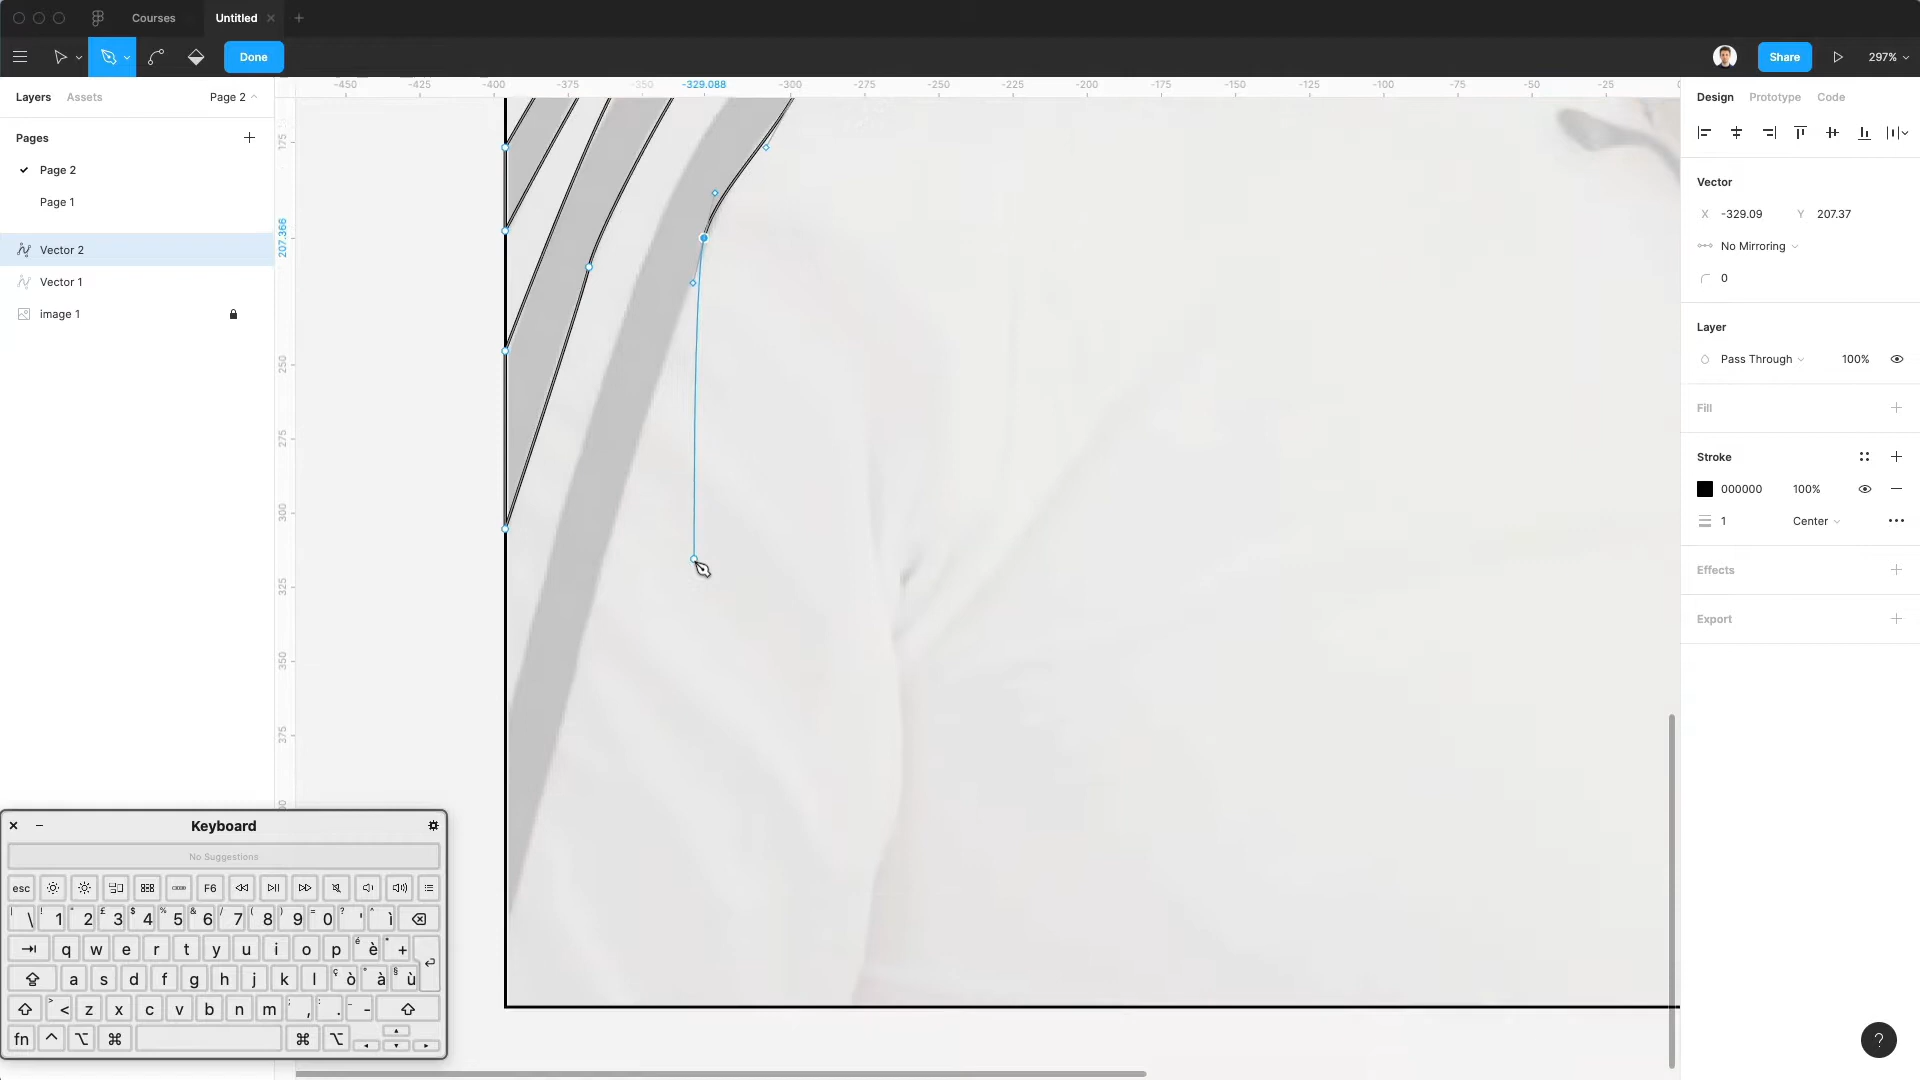 Courses
Untitled
Done
Share
297%
Layers
Assets
Page 2
Pages
Page 2
Page 1
Vector 2
Vector 1
image 1
-450
-425
-400
-375
-350
-329.088
-300
-275
-250
-225
-200
-175
-150
-125
-100
-75
-50
-25
175
207.366
250
275
300
325
350
375
Design
Prototype
Code
Vector
X -329.09 Y 207.37
No Mirroring
0
Layer
Pass Through 100%
Fill
Stroke
000000 100%
1 Center
Effects
Export
?
Keyboard
No Suggestions
esc F6
| \ ! 1 " 2 £ 3 $ 4 % 5 & 6 / 7 ( 8 ) 9 = 0 ? ' ^ ì
q w e r t y u i o p é è * +
a s d f g h j k l ç ò ° à § ù
> < z x c v b n m ; , : . _ -
fn ^ ⌥ ⌘ ⌘ ⌥